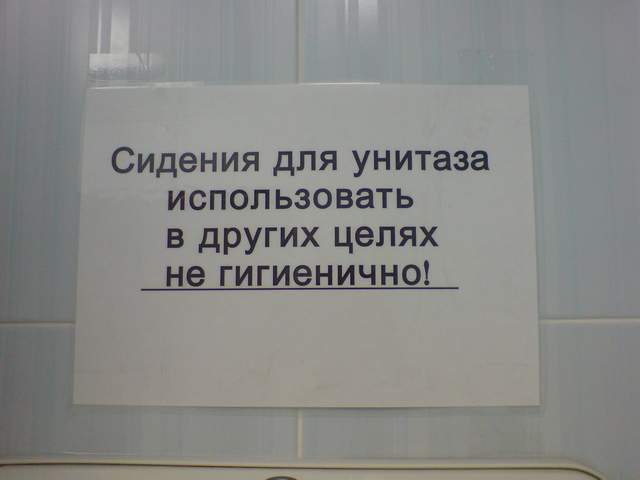 Сидения для унитаза
использовать
в других целях
не гигиенично!